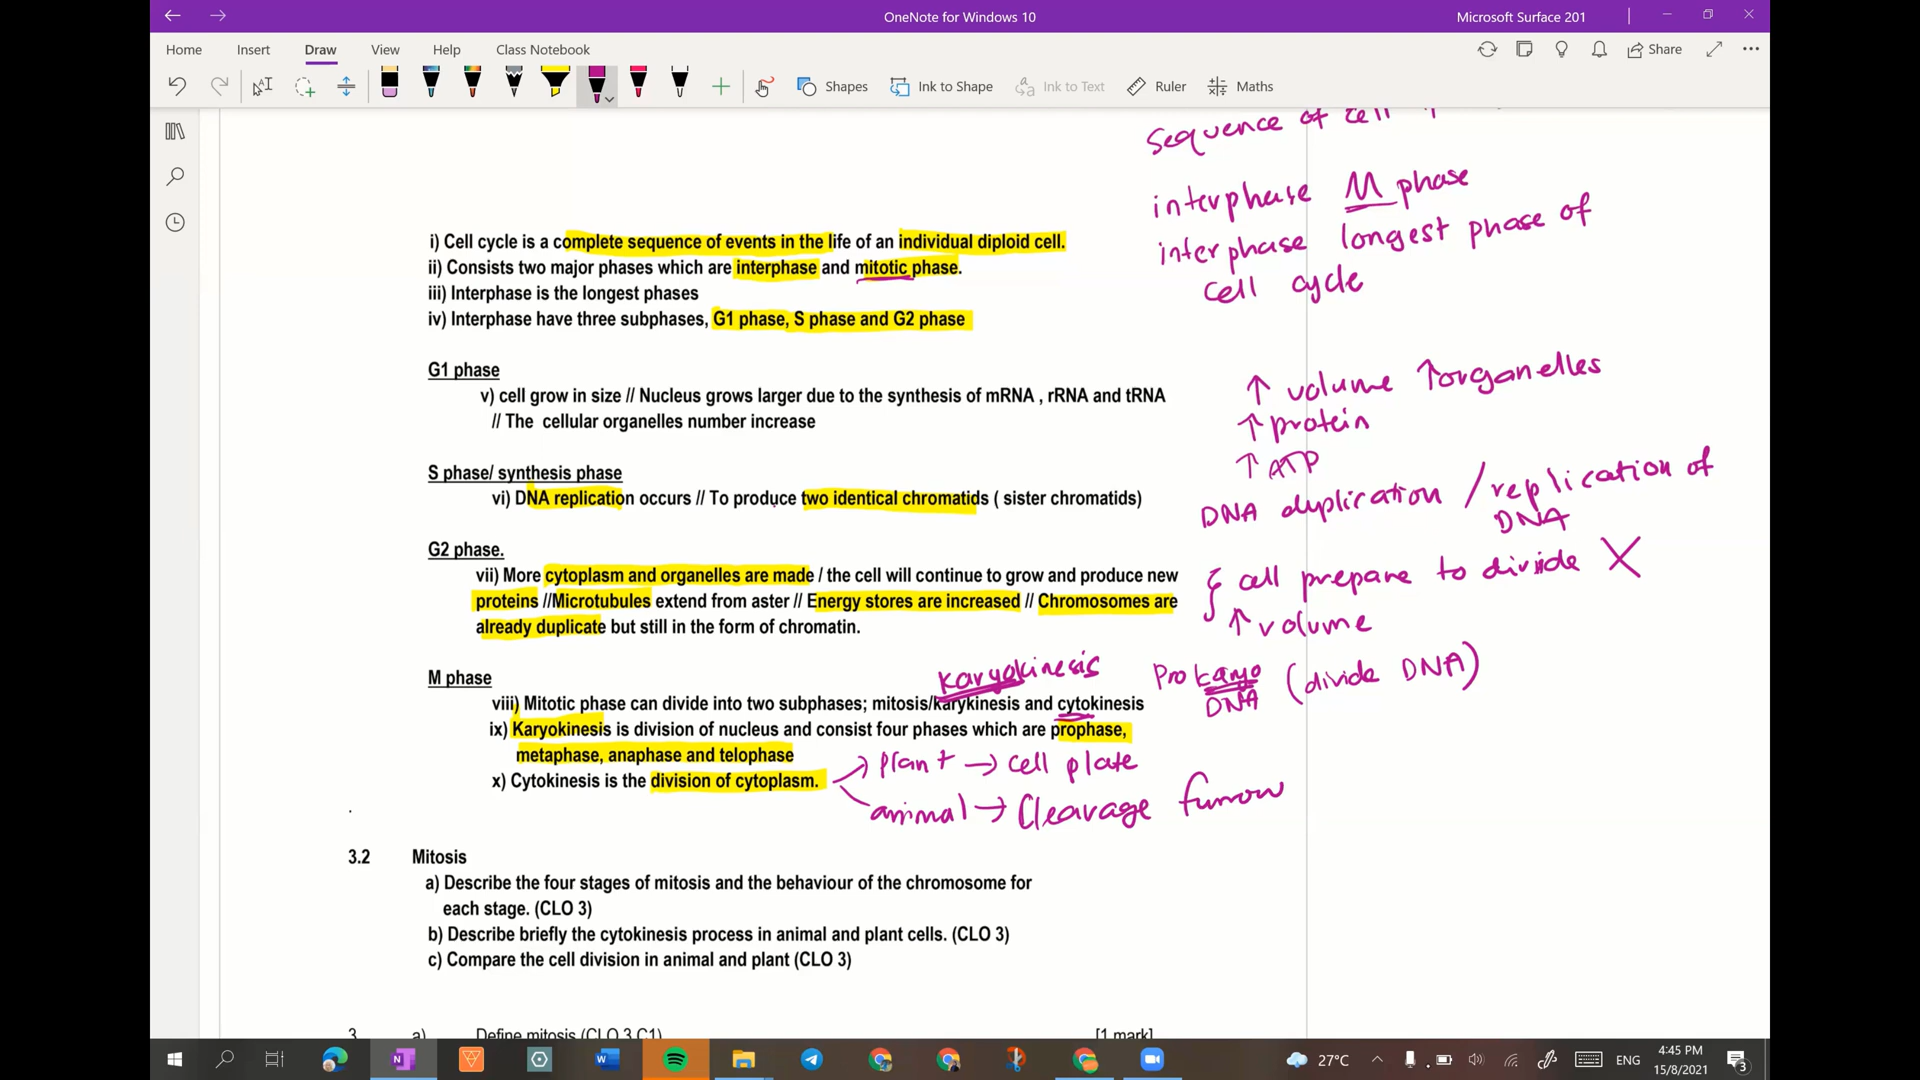 OneNote for Windows 10
Microsoft Surface 201
Home Insert Draw View Help Class Notebook
Share
Shapes Ink to Shape Ink to Text Ruler Maths
sequence of cell
interphase M phase
interphase longest phase of
cell cycle
i) Cell cycle is a complete sequence of events in the life of an individual diploid cell.
ii) Consists two major phases which are interphase and mitotic phase.
iii) Interphase is the longest phases
iv) Interphase have three subphases, G1 phase, S phase and G2 phase
G1 phase
v) cell grow in size // Nucleus grows larger due to the synthesis of mRNA , rRNA and tRNA
// The cellular organelles number increase
↑ volume ↑organelles
↑ protein
↑ ATP
S phase/ synthesis phase
vi) DNA replication occurs // To produce two identical chromatids ( sister chromatids)
DNA duplication / replication of
DNA
G2 phase.
vii) More cytoplasm and organelles are made / the cell will continue to grow and produce new
proteins //Microtubules extend from aster // Energy stores are increased // Chromosomes are
already duplicate but still in the form of chromatin.
cell prepare to divide X
↑ volume
M phase
karyokinesis
Prokaryo (divide DNA)
DNA
viii) Mitotic phase can divide into two subphases; mitosis/karykinesis and cytokinesis
ix) Karyokinesis is division of nucleus and consist four phases which are prophase,
metaphase, anaphase and telophase
x) Cytokinesis is the division of cytoplasm.
plant → cell plate
animal → Cleavage furrow
.
3.2 Mitosis
a) Describe the four stages of mitosis and the behaviour of the chromosome for
each stage. (CLO 3)
b) Describe briefly the cytokinesis process in animal and plant cells. (CLO 3)
c) Compare the cell division in animal and plant (CLO 3)
3 a) Define mitosis (CLO 3 C1) [1 mark]
27°C ENG 4:45 PM
15/8/2021 3